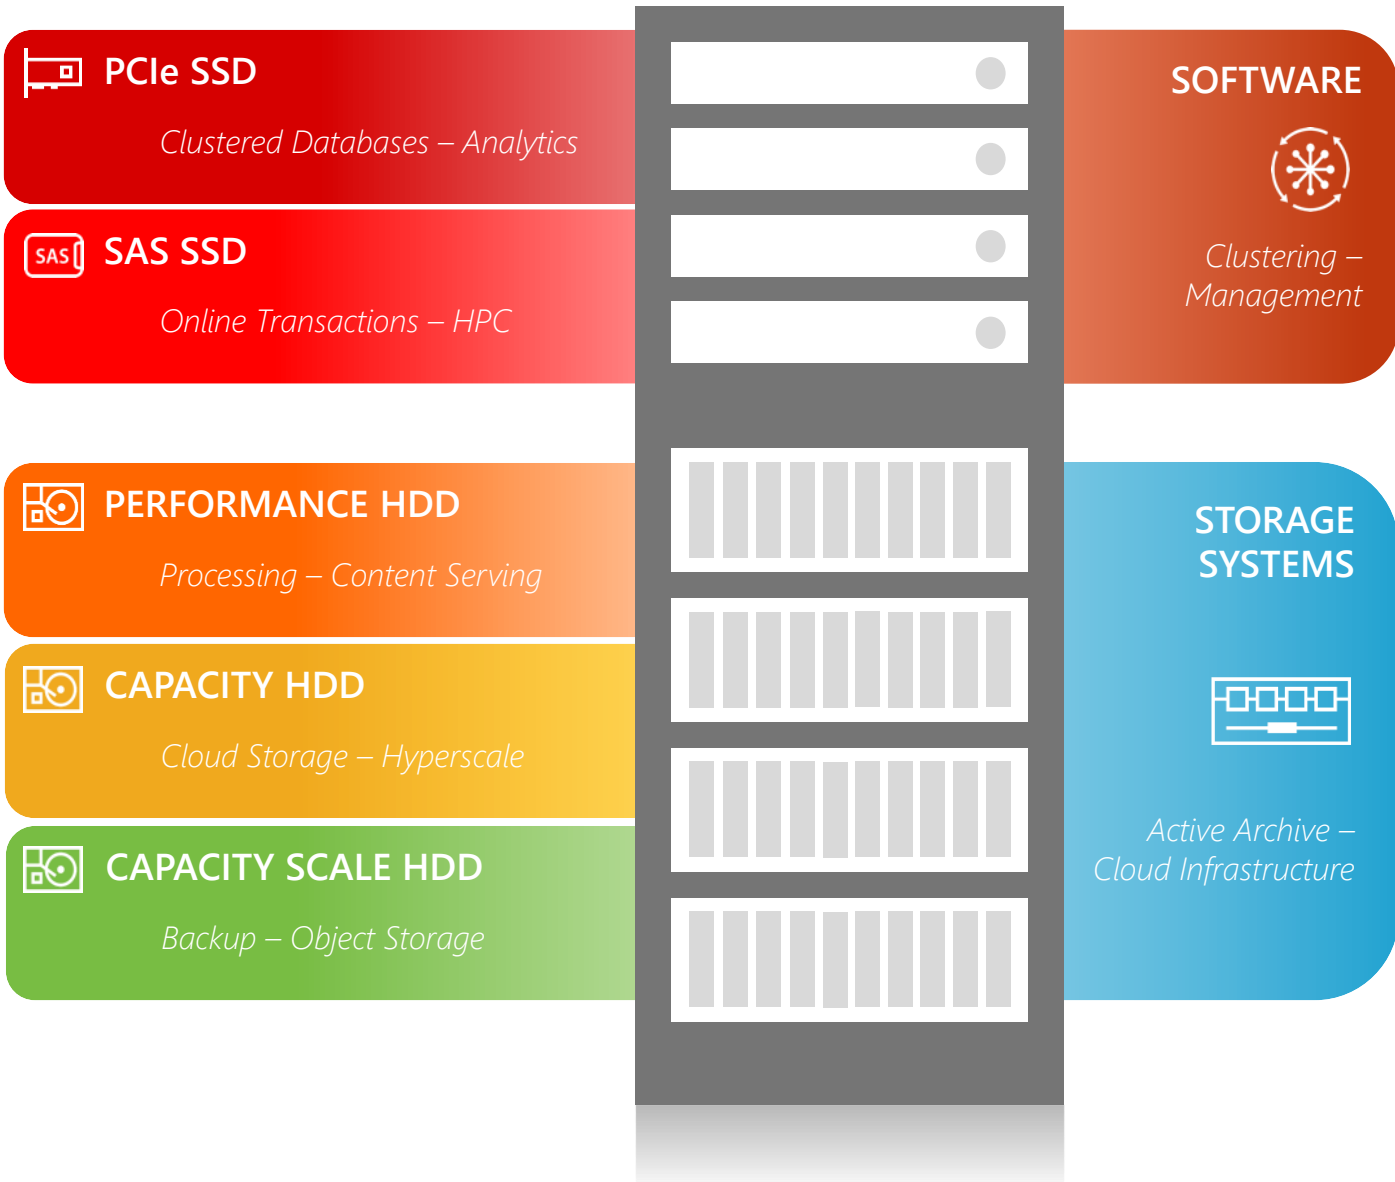 PCIe SSD
Clustered Databases – Analytics
SAS
SAS SSD
Online Transactions – HPC
PERFORMANCE HDD
Processing – Content Serving
CAPACITY HDD
Cloud Storage – Hyperscale
CAPACITY SCALE HDD
Backup – Object Storage
SOFTWARE
Clustering –
Management
STORAGE
SYSTEMS
Active Archive –
Cloud Infrastructure